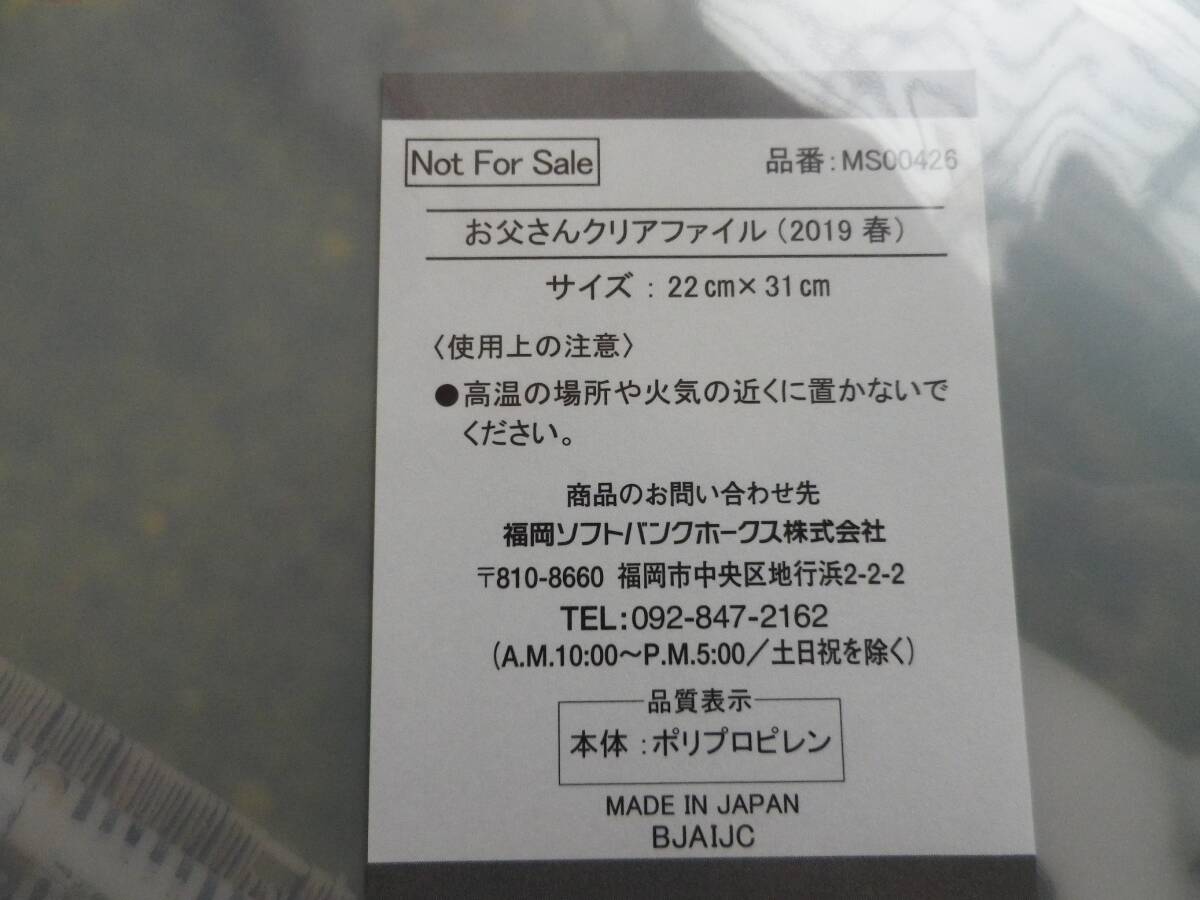 Not For Sale 品番:MS00426
お父さんクリアファイル(2019 春)
サイズ : 22㎝×31㎝
〈使用上の注意〉
●高温の場所や火気の近くに置かないで
ください。
商品のお問い合わせ先
福岡ソフトバンクホークス株式会社
〒810-8660 福岡市中央区地行浜2-2-2
TEL:092-847-2162
(A.M.10:00～P.M.5:00/土日祝を除く)
品質表示
本体 :ポリプロピレン
MADE IN JAPAN
BJAIJC